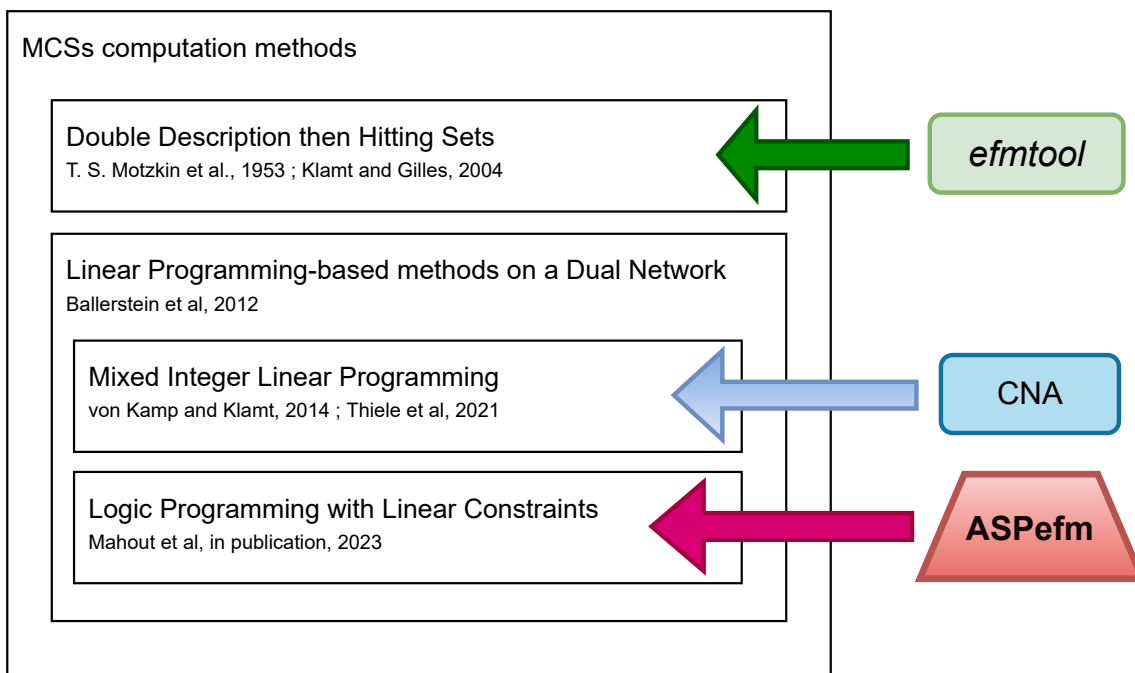 MCSs computation methods
Double Description then Hitting Sets
T. S. Motzkin et al., 1953 ; Klamt and Gilles, 2004
efmtool
Linear Programming-based methods on a Dual Network
Ballerstein et al, 2012
Mixed Integer Linear Programming
von Kamp and Klamt, 2014 ; Thiele et al, 2021
CNA
Logic Programming with Linear Constraints
Mahout et al, in publication, 2023
ASPefm